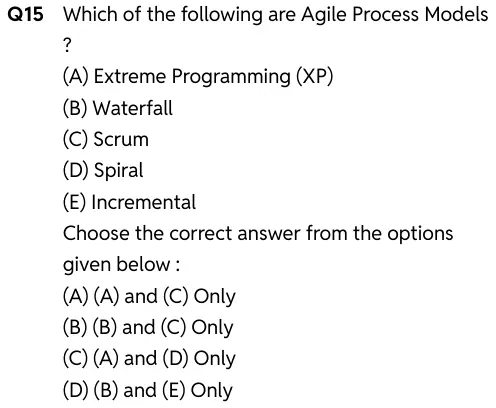 Q15 Which of the following are Agile Process Models
?
(A) Extreme Programming (XP)
(B) Waterfall
(C) Scrum
(D) Spiral
(E) Incremental
Choose the correct answer from the options
given below :
(A) (A) and (C) Only
(B) (B) and (C) Only
(C) (A) and (D) Only
(D) (B) and (E) Only